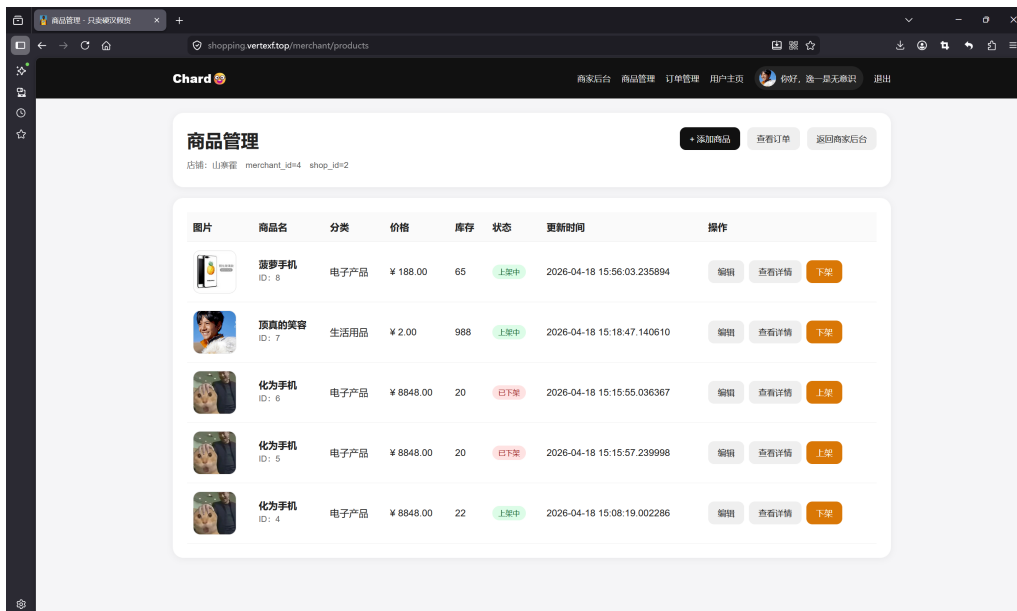 商品管理 - 只卖硬汉假货
shopping.vertexf.top/merchant/products
Chard
商家后台 商品管理 订单管理 用户主页 你好，逸一是无意识 退出
商品管理
+ 添加商品 查看订单 返回商家后台
店铺：山寨霍 merchant_id=4 shop_id=2
图片 商品名 分类 价格 库存 状态 更新时间 操作
菠萝手机
ID：8
电子产品 ¥ 188.00 65 上架中 2026-04-18 15:56:03.235894 编辑 查看详情 下架
顶真的笑容
ID：7
生活用品 ¥ 2.00 988 上架中 2026-04-18 15:18:47.140610 编辑 查看详情 下架
化为手机
ID：6
电子产品 ¥ 8848.00 20 已下架 2026-04-18 15:15:55.036367 编辑 查看详情 上架
化为手机
ID：5
电子产品 ¥ 8848.00 20 已下架 2026-04-18 15:15:57.239998 编辑 查看详情 上架
化为手机
ID：4
电子产品 ¥ 8848.00 22 上架中 2026-04-18 15:08:19.002286 编辑 查看详情 下架